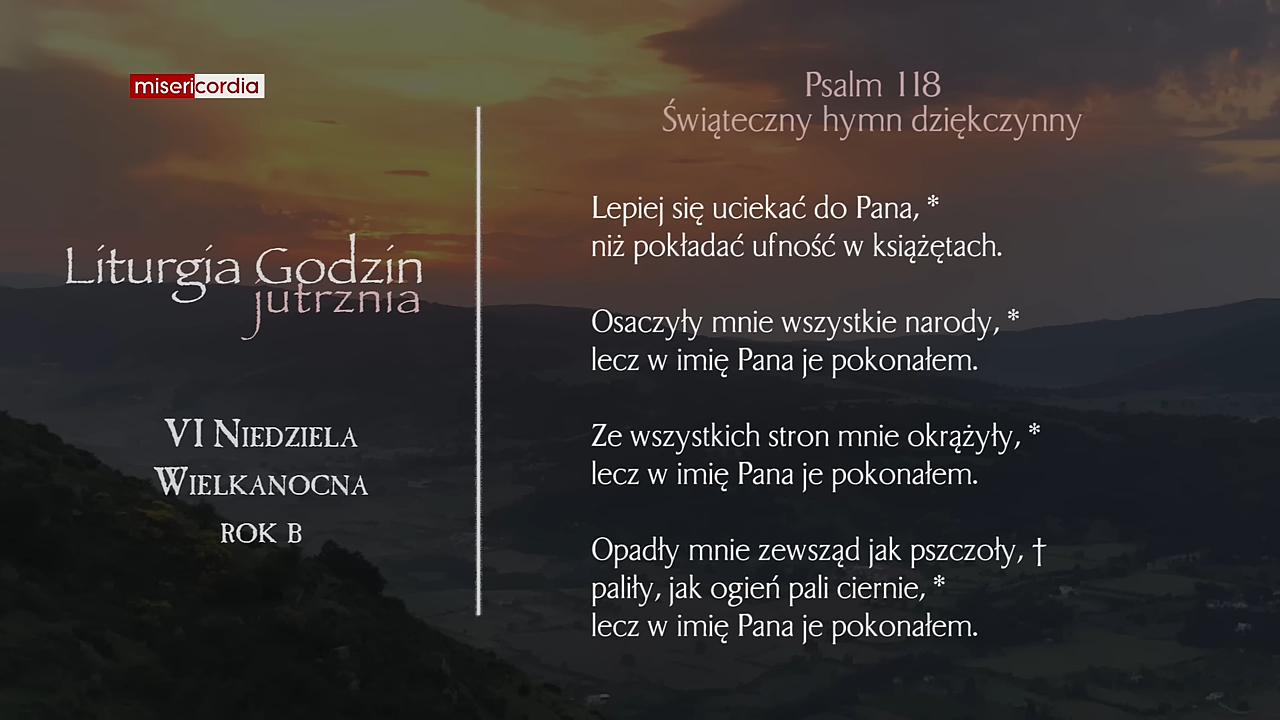 misericordia
Liturgia Godzin
jutrznia
VI Niedziela
Wielkanocna
rok B
Psalm 118
Świąteczny hymn dziękczynny
Lepiej się uciekać do Pana, *
niż pokładać ufność w książętach.
Osaczyły mnie wszystkie narody, *
lecz w imię Pana je pokonałem.
Ze wszystkich stron mnie okrążyły, *
lecz w imię Pana je pokonałem.
Opadły mnie zewsząd jak pszczoły, †
paliły, jak ogień pali ciernie, *
lecz w imię Pana je pokonałem.